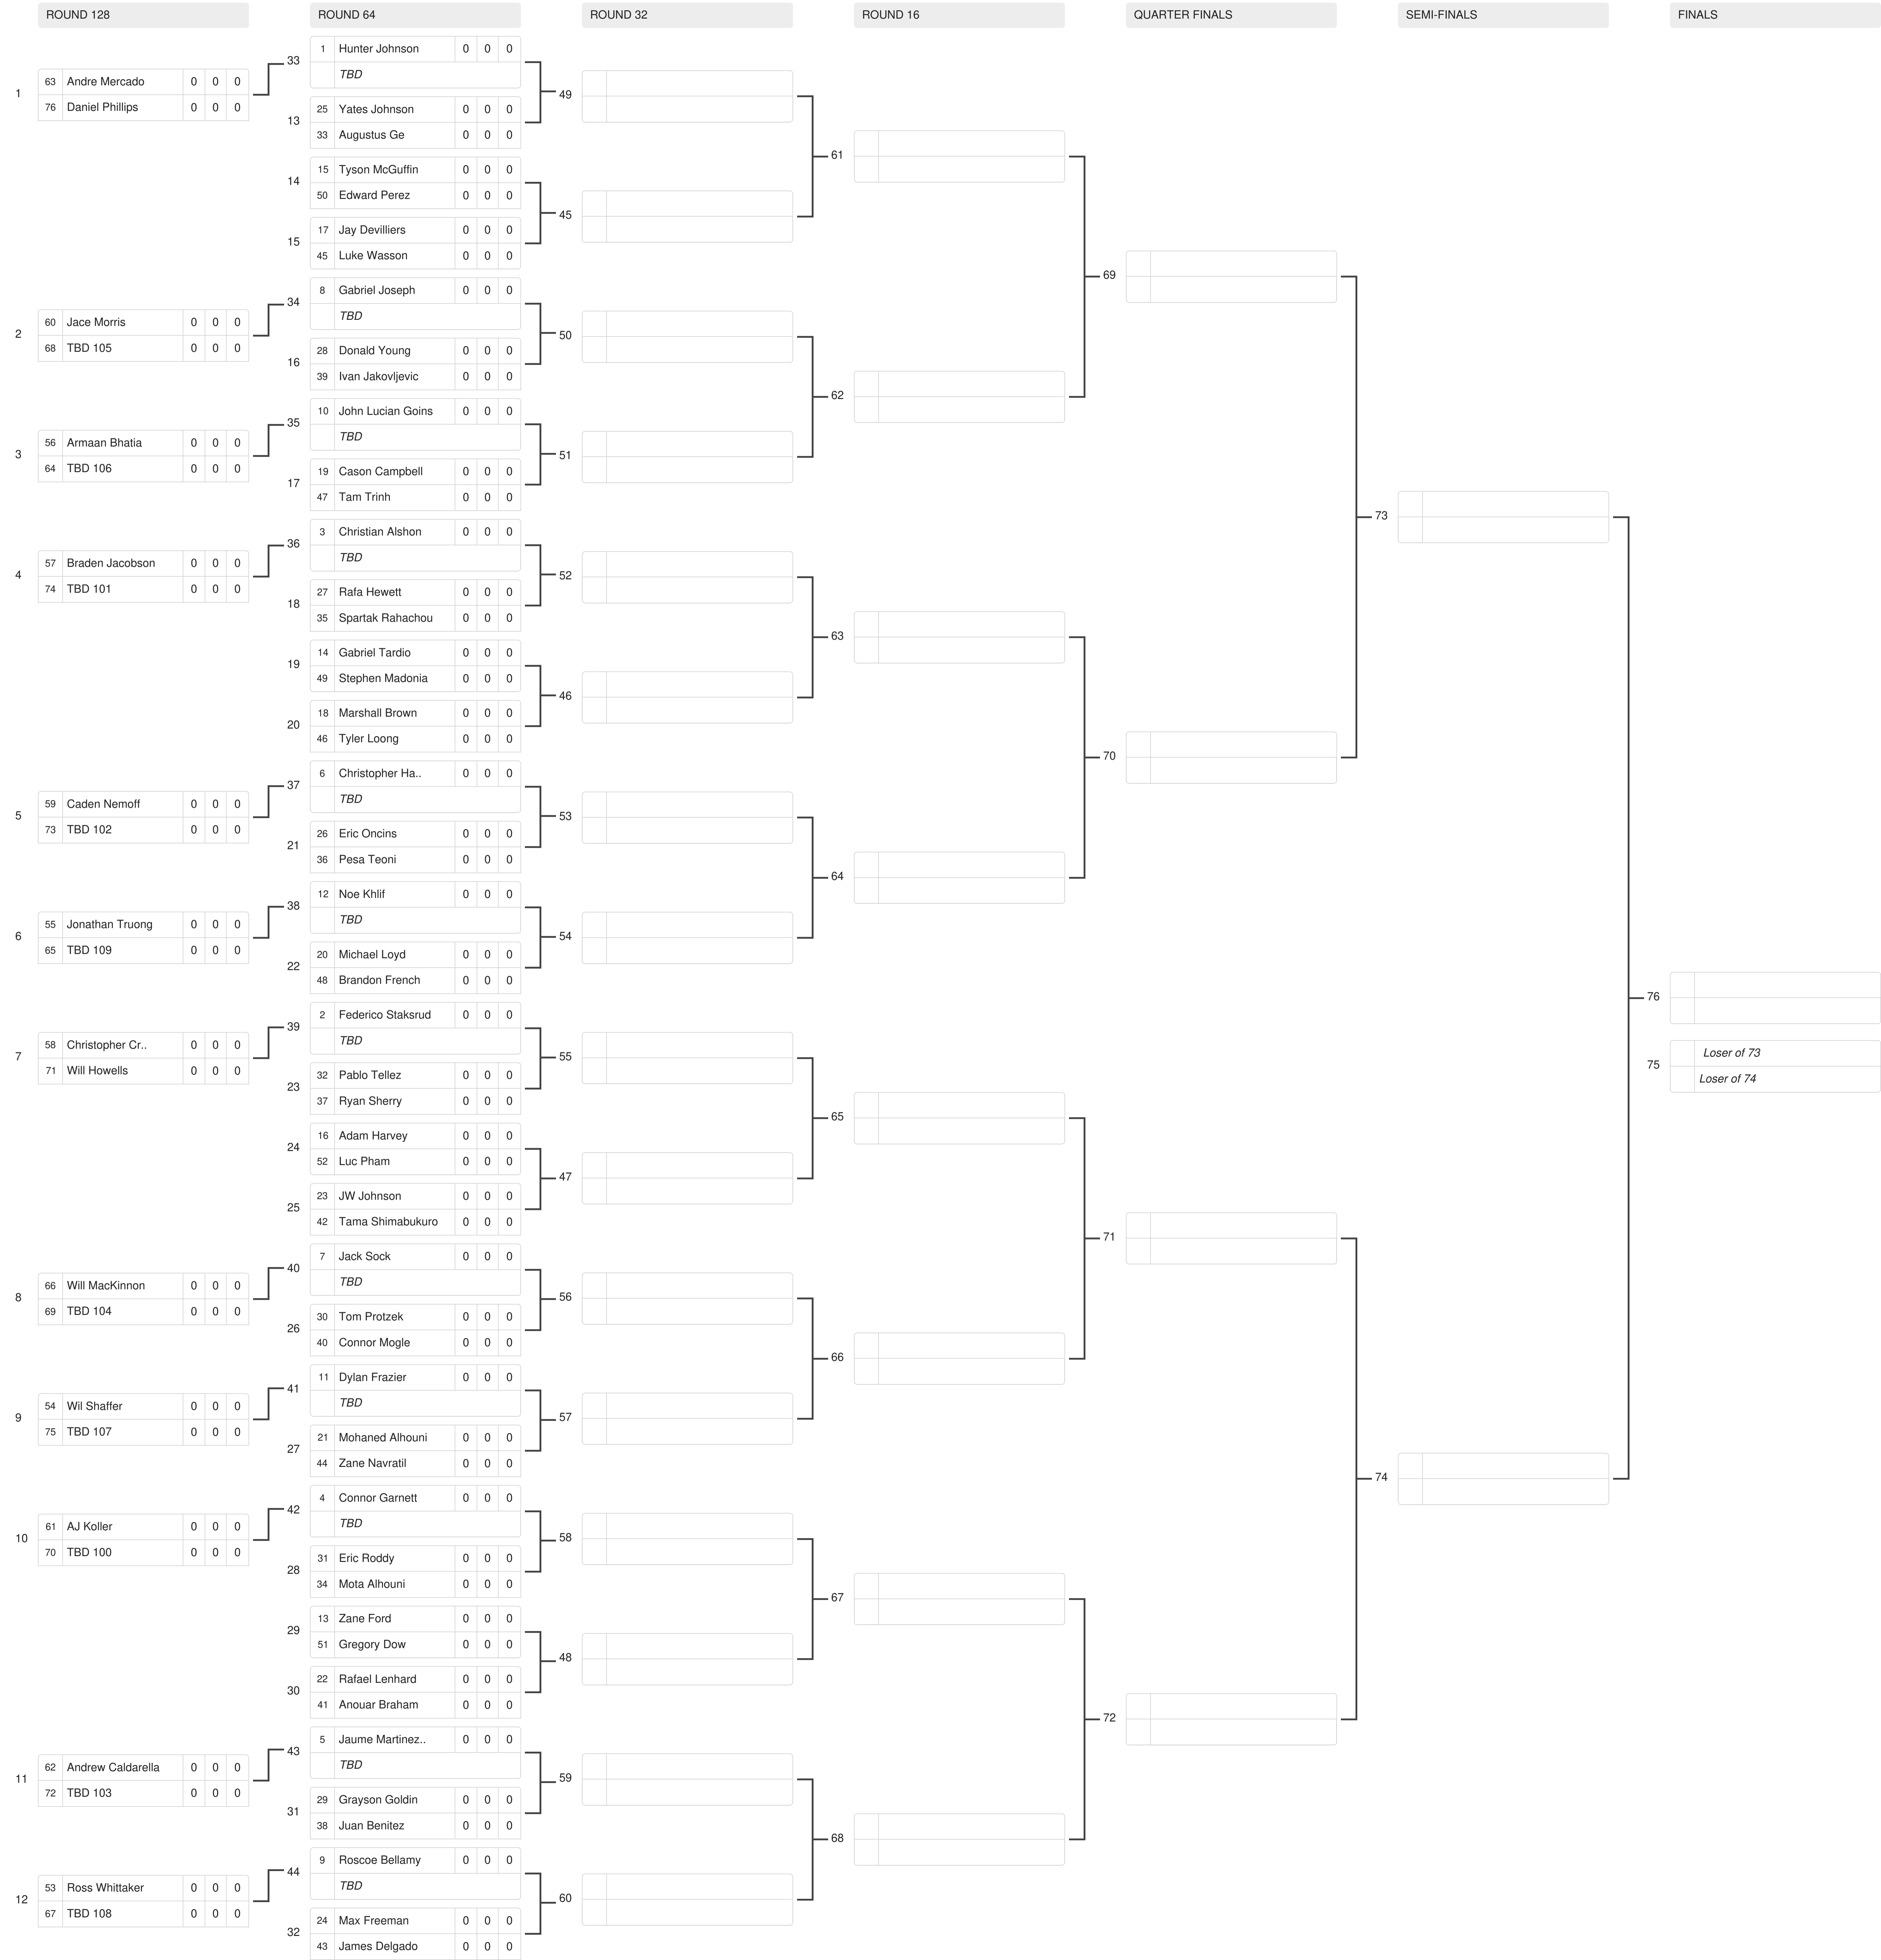 ROUND 128
ROUND 64
ROUND 32
ROUND 16
QUARTER FINALS
SEMI-FINALS
FINALS
1
63 Andre Mercado 0 0 0
76 Daniel Phillips 0 0 0
2
60 Jace Morris 0 0 0
68 TBD 105 0 0 0
3
56 Armaan Bhatia 0 0 0
64 TBD 106 0 0 0
4
57 Braden Jacobson 0 0 0
74 TBD 101 0 0 0
5
59 Caden Nemoff 0 0 0
73 TBD 102 0 0 0
6
55 Jonathan Truong 0 0 0
65 TBD 109 0 0 0
7
58 Christopher Cr.. 0 0 0
71 Will Howells 0 0 0
8
66 Will MacKinnon 0 0 0
69 TBD 104 0 0 0
9
54 Wil Shaffer 0 0 0
75 TBD 107 0 0 0
10
61 AJ Koller 0 0 0
70 TBD 100 0 0 0
11
62 Andrew Caldarella 0 0 0
72 TBD 103 0 0 0
12
53 Ross Whittaker 0 0 0
67 TBD 108 0 0 0
33
1 Hunter Johnson 0 0 0
TBD
13
25 Yates Johnson 0 0 0
33 Augustus Ge 0 0 0
14
15 Tyson McGuffin 0 0 0
50 Edward Perez 0 0 0
15
17 Jay Devilliers 0 0 0
45 Luke Wasson 0 0 0
34
8 Gabriel Joseph 0 0 0
TBD
16
28 Donald Young 0 0 0
39 Ivan Jakovljevic 0 0 0
35
10 John Lucian Goins 0 0 0
TBD
17
19 Cason Campbell 0 0 0
47 Tam Trinh 0 0 0
36
3 Christian Alshon 0 0 0
TBD
18
27 Rafa Hewett 0 0 0
35 Spartak Rahachou 0 0 0
19
14 Gabriel Tardio 0 0 0
49 Stephen Madonia 0 0 0
20
18 Marshall Brown 0 0 0
46 Tyler Loong 0 0 0
37
6 Christopher Ha.. 0 0 0
TBD
21
26 Eric Oncins 0 0 0
36 Pesa Teoni 0 0 0
38
12 Noe Khlif 0 0 0
TBD
22
20 Michael Loyd 0 0 0
48 Brandon French 0 0 0
39
2 Federico Staksrud 0 0 0
TBD
23
32 Pablo Tellez 0 0 0
37 Ryan Sherry 0 0 0
24
16 Adam Harvey 0 0 0
52 Luc Pham 0 0 0
25
23 JW Johnson 0 0 0
42 Tama Shimabukuro 0 0 0
40
7 Jack Sock 0 0 0
TBD
26
30 Tom Protzek 0 0 0
40 Connor Mogle 0 0 0
41
11 Dylan Frazier 0 0 0
TBD
27
21 Mohaned Alhouni 0 0 0
44 Zane Navratil 0 0 0
42
4 Connor Garnett 0 0 0
TBD
28
31 Eric Roddy 0 0 0
34 Mota Alhouni 0 0 0
29
13 Zane Ford 0 0 0
51 Gregory Dow 0 0 0
30
22 Rafael Lenhard 0 0 0
41 Anouar Braham 0 0 0
43
5 Jaume Martinez.. 0 0 0
TBD
31
29 Grayson Goldin 0 0 0
38 Juan Benitez 0 0 0
44
9 Roscoe Bellamy 0 0 0
TBD
32
24 Max Freeman 0 0 0
43 James Delgado 0 0 0
49
45
50
51
52
46
53
54
55
47
56
57
58
48
59
60
61
62
63
64
65
66
67
68
69
70
71
72
73
74
76
75
Loser of 73
Loser of 74